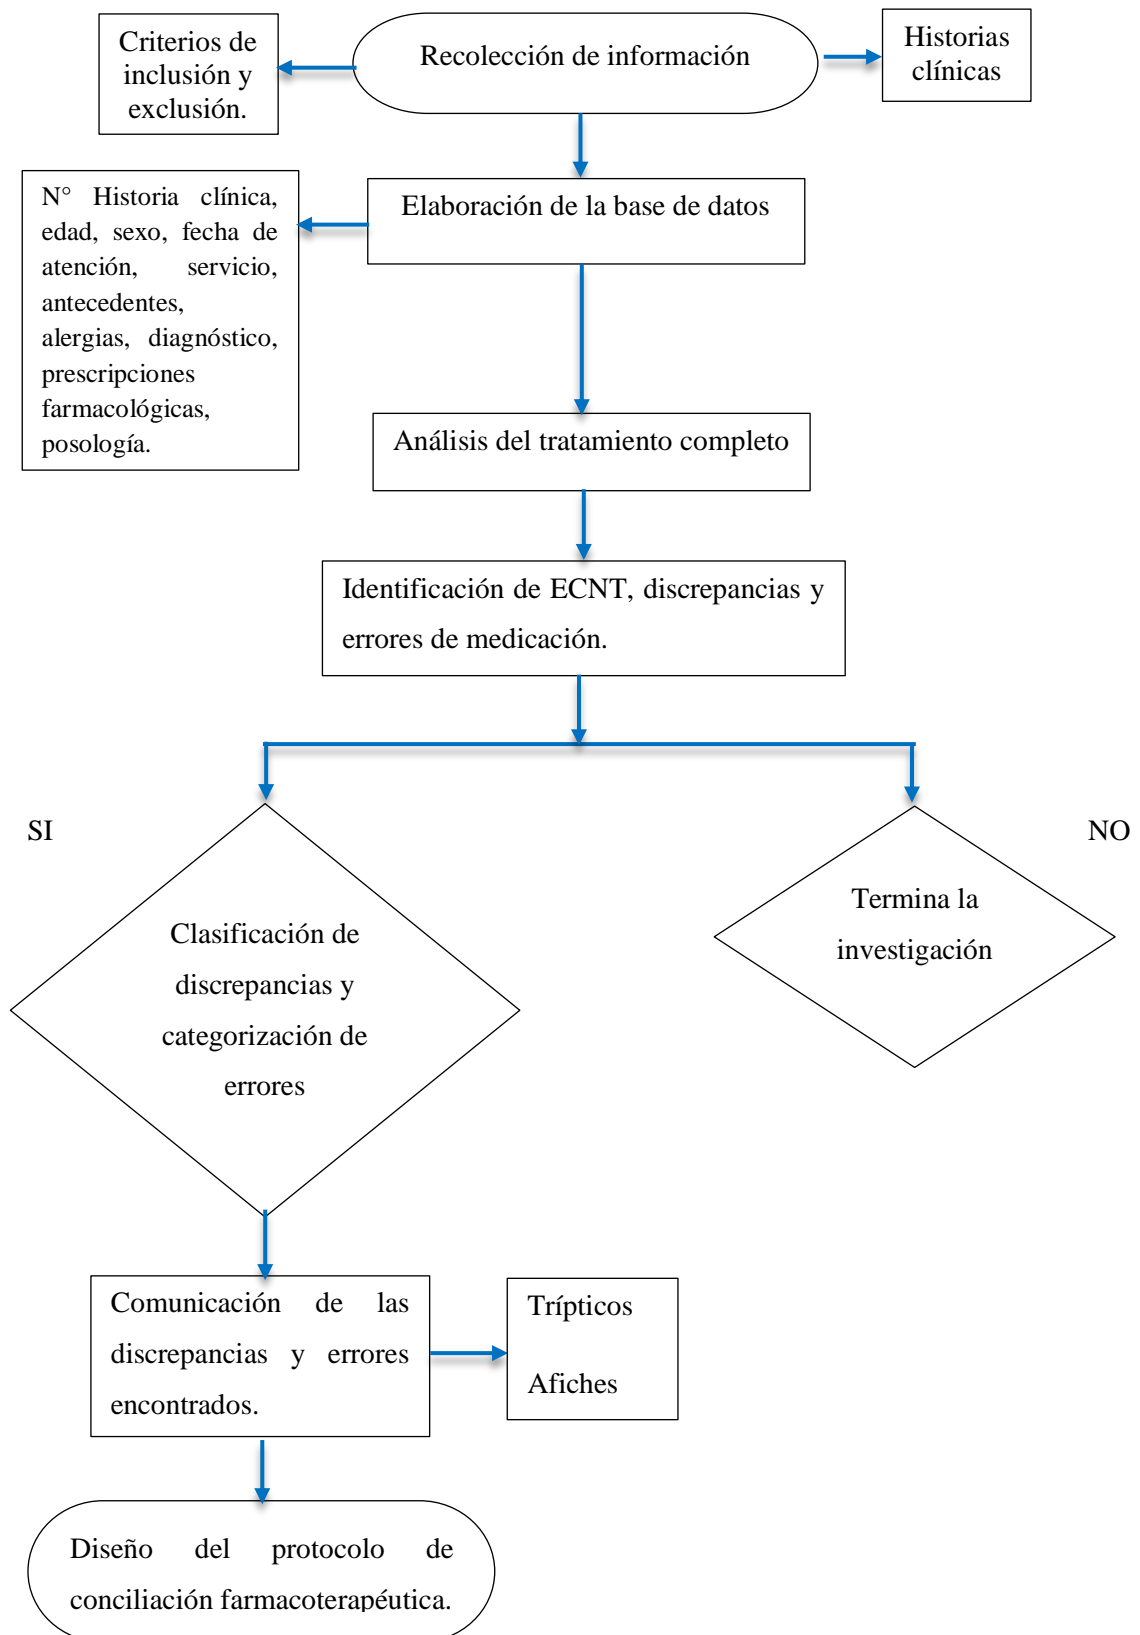 Criterios de
inclusión y
exclusión.
Recolección de información
Historias
clínicas
N° Historia clínica,
edad, sexo, fecha de
atención, servicio,
antecedentes,
alergias, diagnóstico,
prescripciones
farmacológicas,
posología.
Elaboración de la base de datos
Análisis del tratamiento completo
Identificación de ECNT, discrepancias y
errores de medicación.
SI
NO
Clasificación de
discrepancias y
categorización de
errores
Termina la
investigación
Comunicación de las
discrepancias y errores
encontrados.
Trípticos
Afiches
Diseño del protocolo de
conciliación farmacoterapéutica.